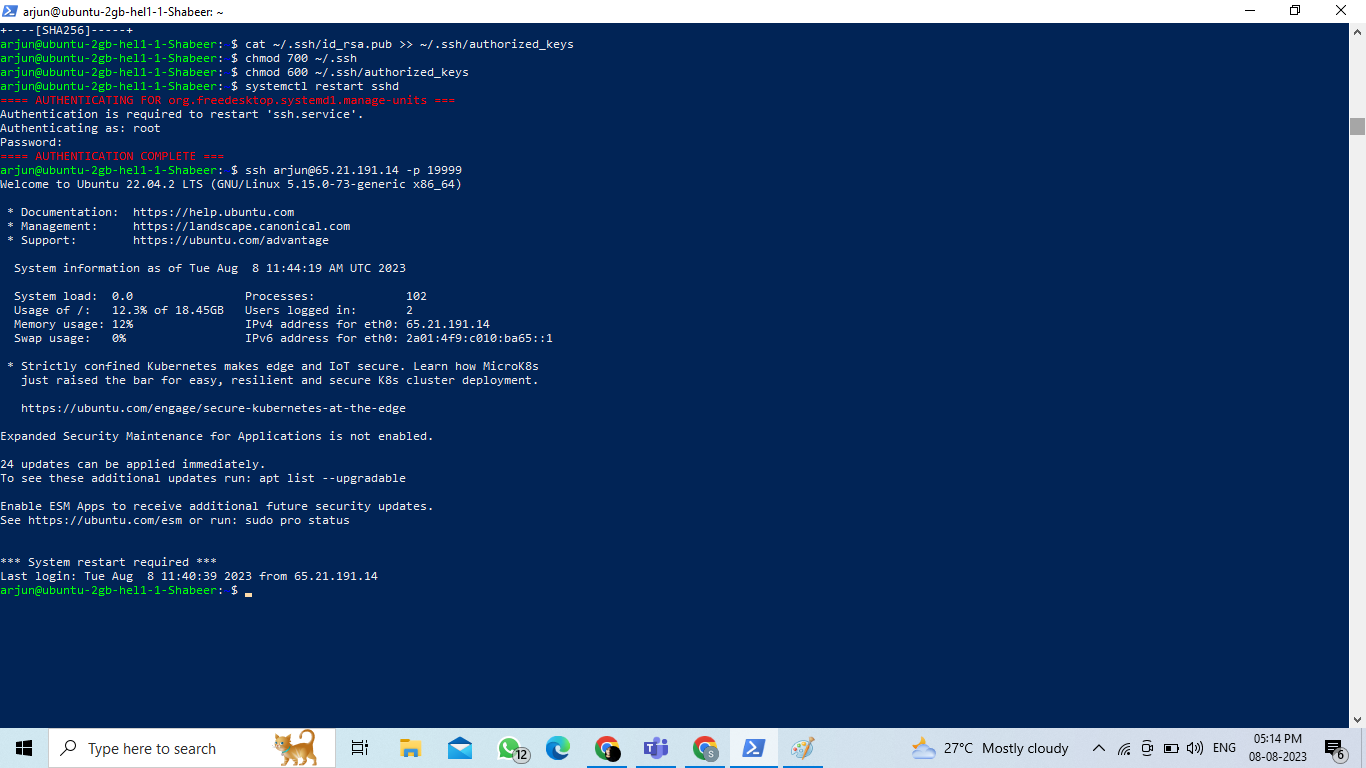 arjun@ubuntu-2gb-hel1-1-Shabeer: ~
+----[SHA256]-----+
arjun@ubuntu-2gb-hel1-1-Shabeer: $ cat ~/.ssh/id_rsa.pub >> ~/.ssh/authorized_keys
arjun@ubuntu-2gb-hel1-1-Shabeer: $ chmod 700 ~/.ssh
arjun@ubuntu-2gb-hel1-1-Shabeer: $ chmod 600 ~/.ssh/authorized_keys
arjun@ubuntu-2gb-hel1-1-Shabeer: $ systemctl restart sshd
==== AUTHENTICATING FOR org.freedesktop.systemd1.manage-units ===
Authentication is required to restart 'ssh.service'.
Authenticating as: root
Password:
==== AUTHENTICATION COMPLETE ===
arjun@ubuntu-2gb-hel1-1-Shabeer: $ ssh arjun@65.21.191.14 -p 19999
Welcome to Ubuntu 22.04.2 LTS (GNU/Linux 5.15.0-73-generic x86_64)
* Documentation:  https://help.ubuntu.com
* Management:     https://landscape.canonical.com
* Support:        https://ubuntu.com/advantage
System information as of Tue Aug  8 11:44:19 AM UTC 2023
System load:  0.0                Processes:             102
Usage of /:   12.3% of 18.45GB   Users logged in:       2
Memory usage: 12%                IPv4 address for eth0: 65.21.191.14
Swap usage:   0%                 IPv6 address for eth0: 2a01:4f9:c010:ba65::1
* Strictly confined Kubernetes makes edge and IoT secure. Learn how MicroK8s
just raised the bar for easy, resilient and secure K8s cluster deployment.
https://ubuntu.com/engage/secure-kubernetes-at-the-edge
Expanded Security Maintenance for Applications is not enabled.
24 updates can be applied immediately.
To see these additional updates run: apt list --upgradable
Enable ESM Apps to receive additional future security updates.
See https://ubuntu.com/esm or run: sudo pro status
*** System restart required ***
Last login: Tue Aug  8 11:40:39 2023 from 65.21.191.14
arjun@ubuntu-2gb-hel1-1-Shabeer: $
Type here to search
12
S
27°C Mostly cloudy
ENG
05:14 PM
08-08-2023
6